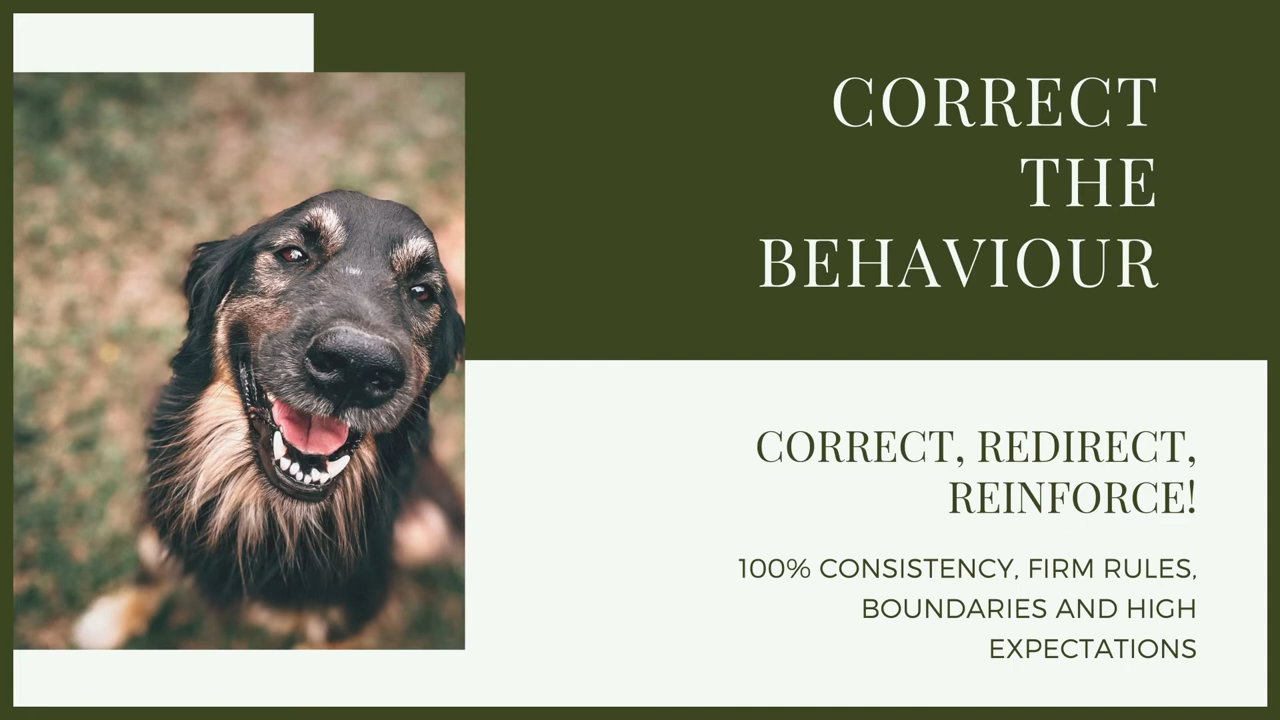 CORRECT
THE
BEHAVIOUR
CORRECT, REDIRECT,
REINFORCE!
100% CONSISTENCY, FIRM RULES,
BOUNDARIES AND HIGH
EXPECTATIONS